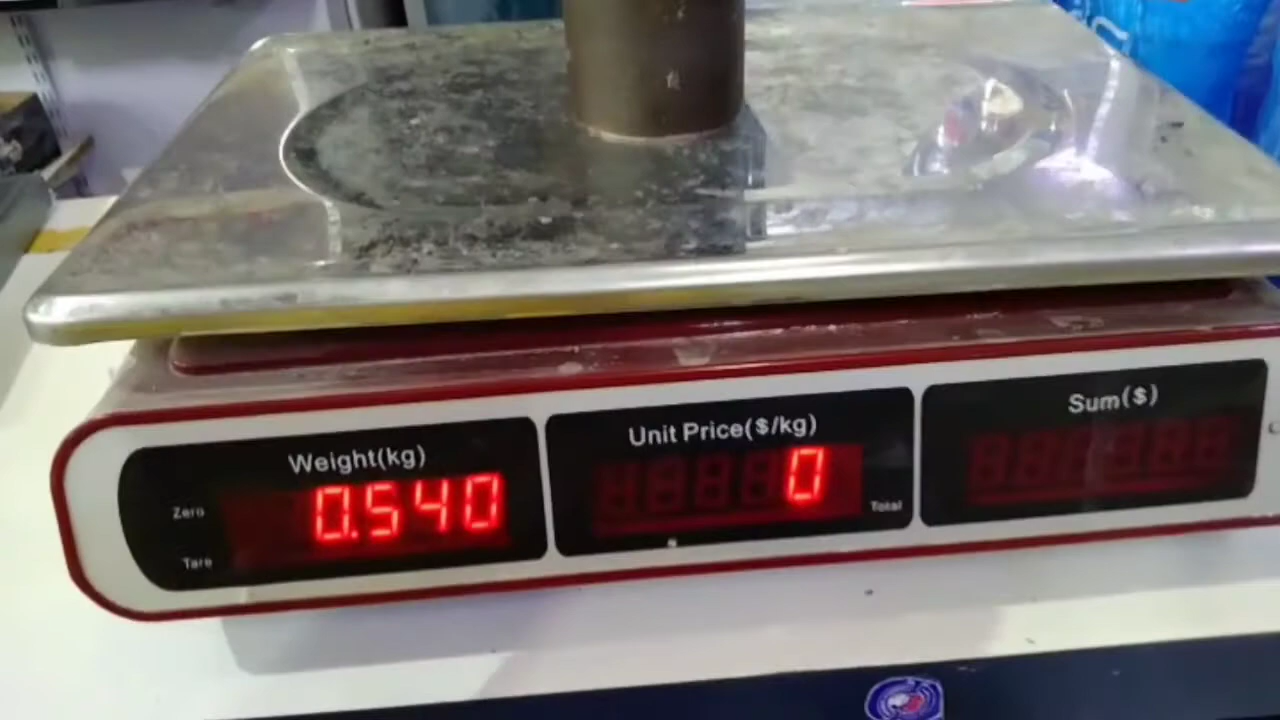 Weight(kg)
Zero
0.540
Tare
Unit Price($/kg)
0
Total
Sum($)